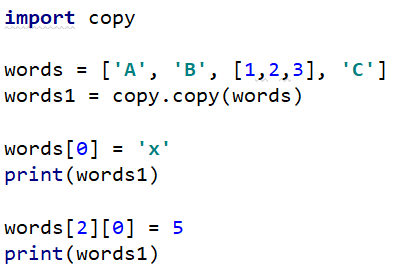 import copy
words = ['A', 'B', [1,2,3], 'C']
words1 = copy.copy(words)
words[0] = 'x'
print(words1)
words[2][0] = 5
print(words1)